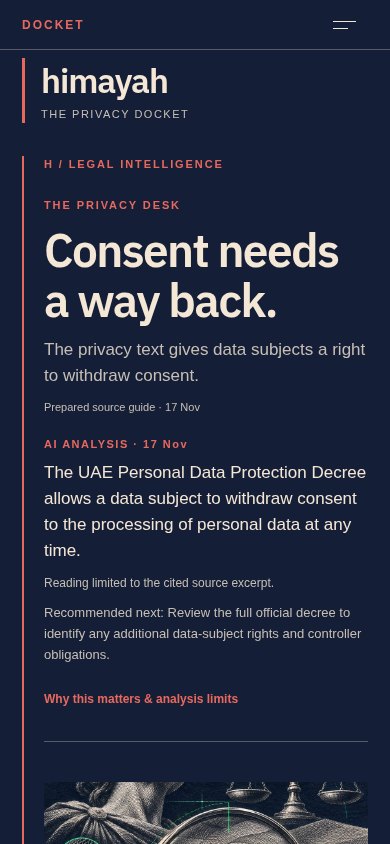 DOCKET
himayah
THE PRIVACY DOCKET
H / LEGAL INTELLIGENCE
THE PRIVACY DESK
Consent needs
a way back.
The privacy text gives data subjects a right
to withdraw consent.
Prepared source guide · 17 Nov
AI ANALYSIS · 17 Nov
The UAE Personal Data Protection Decree
allows a data subject to withdraw consent
to the processing of personal data at any
time.
Reading limited to the cited source excerpt.
Recommended next: Review the full official decree to
identify any additional data-subject rights and controller
obligations.
Why this matters & analysis limits